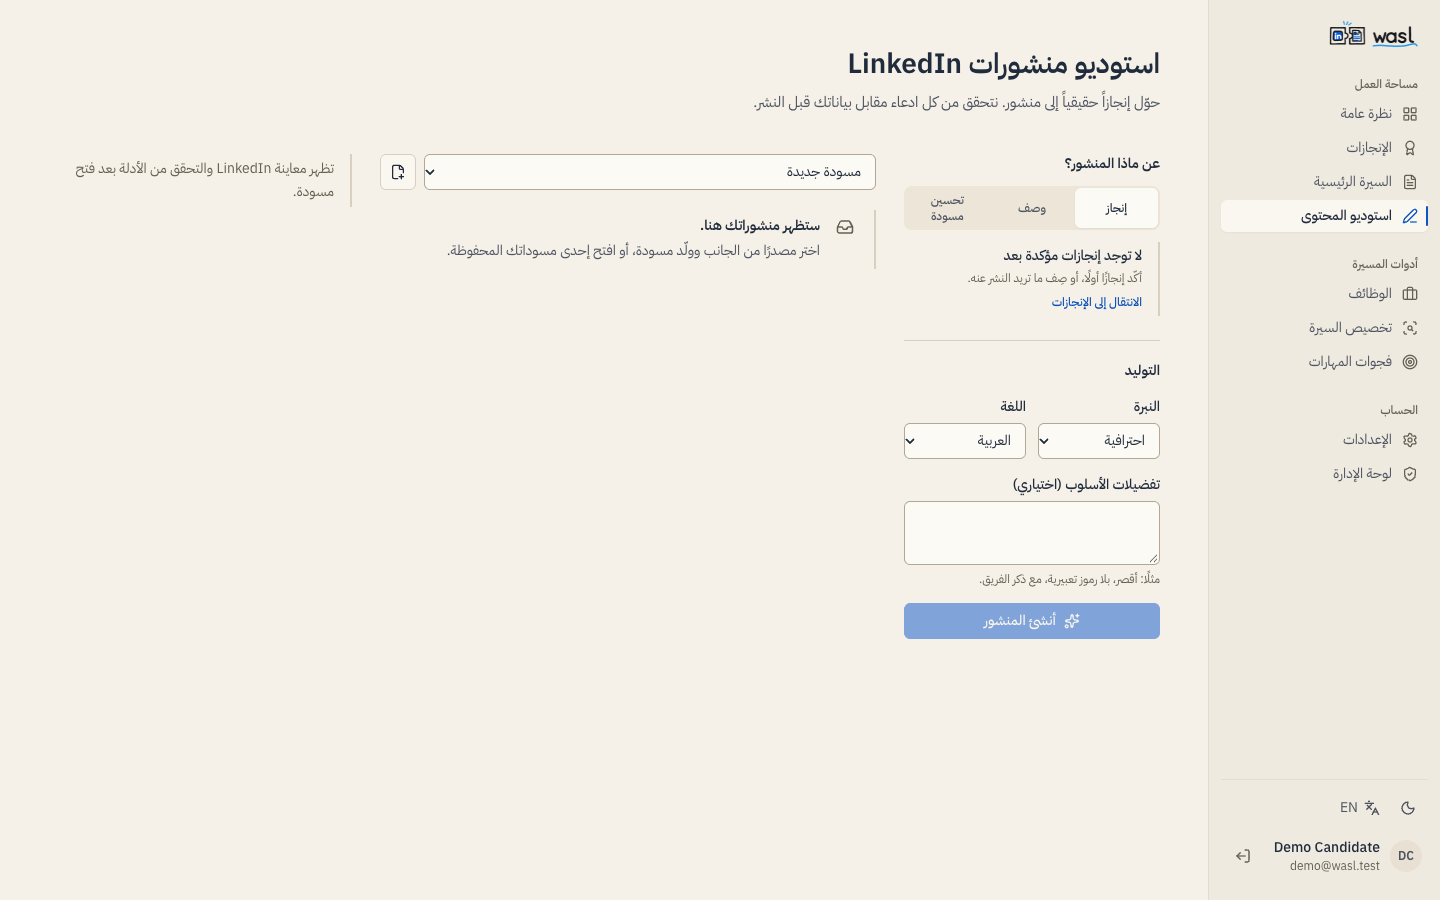 wasl
in
مساحة العمل
نظرة عامة
الإنجازات
السيرة الرئيسية
استوديو المحتوى
أدوات المسيرة
الوظائف
تخصيص السيرة
فجوات المهارات
الحساب
الإعدادات
لوحة الإدارة
EN
DC
Demo Candidate
demo@wasl.test
استوديو منشورات LinkedIn
حوّل إنجازاً حقيقياً إلى منشور. نتحقق من كل ادعاء مقابل بياناتك قبل النشر.
عن ماذا المنشور؟
إنجاز
وصف
تحسين
مسودة
لا توجد إنجازات مؤكدة بعد
أكّد إنجازًا أولًا، أو صِف ما تريد النشر عنه.
الانتقال إلى الإنجازات
التوليد
النبرة
اللغة
احترافية
العربية
تفضيلات الأسلوب (اختياري)
مثلًا: أقصر، بلا رموز تعبيرية، مع ذكر الفريق.
أنشئ المنشور
مسودة جديدة
ستظهر منشوراتك هنا.
اختر مصدرًا من الجانب وولّد مسودة، أو افتح إحدى مسوداتك المحفوظة.
تظهر معاينة LinkedIn والتحقق من الأدلة بعد فتح
مسودة.